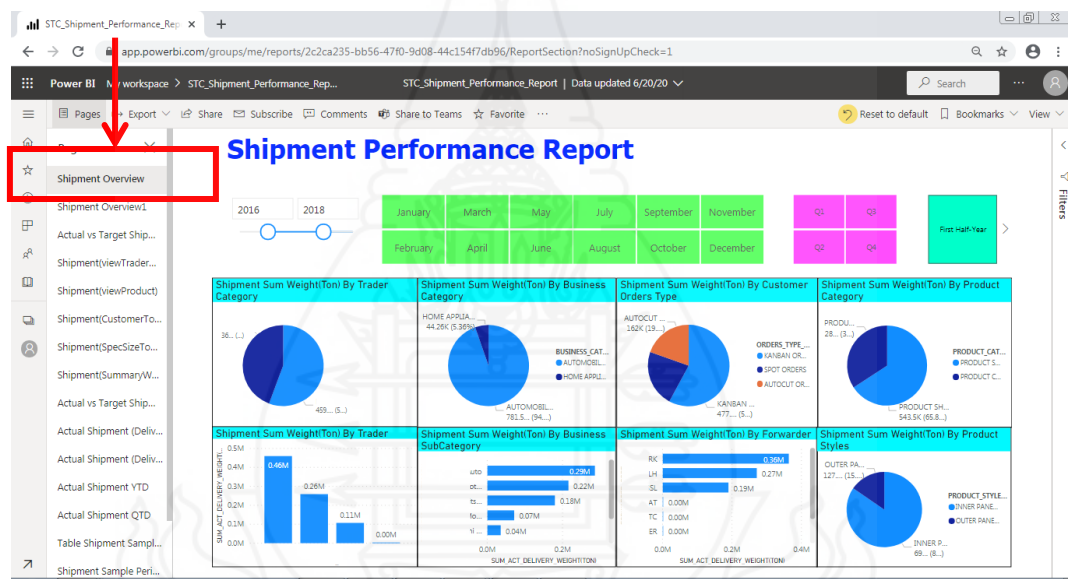 STC_Shipment_Performance_Rep
app.powerbi.com/groups/me/reports/2c2ca235-bb56-47f0-9d08-44c154f7db96/ReportSection?noSignUpCheck=1
Power BI My workspace > STC_Shipment_Performance_Rep... STC_Shipment_Performance_Report | Data updated 6/20/20 Search ...
Pages Export Share Subscribe Comments Share to Teams Favorite ... Reset to default Bookmarks View
Shipment Performance Report
Filters
Shipment Overview
Shipment Overview1
Actual vs Target Ship...
Shipment(viewTrader...
Shipment(viewProduct)
Shipment(CustomerTo...
Shipment(SpecSizeTo...
Shipment(SummaryW...
Actual vs Target Ship...
Actual Shipment (Deliv...
Actual Shipment (Deliv...
Actual Shipment YTD
Actual Shipment QTD
Table Shipment Sampl...
Shipment Sample Peri...
2016 2018
January March May July September November
February April June August October December
Q1
Q2 Q4
First Half-Year
Shipment Sum Weight(Ton) By Trader
Category
36... (...)
459... (5...)
Shipment Sum Weight(Ton) By Business
Category
HOME APPLIA...
44.26K (5.36%)
AUTOMOBIL...
781.5... (94....)
BUSINESS_CAT...
AUTOMOBIL...
HOME APPLI...
Shipment Sum Weight(Ton) By Customer
Orders Type
AUTOCUT ...
162K (19....)
KANBAN ...
477.... (5...)
ORDERS_TYPE_...
KANBAN OR...
SPOT ORDERS
AUTOCUT OR...
Shipment Sum Weight(Ton) By Product
Category
PRODU...
28... (3...)
PRODUCT SH...
543.5K (65.8...)
PRODUCT_CAT...
PRODUCT S...
PRODUCT C...
Shipment Sum Weight(Ton) By Trader
SUM_ACT_DELIVERY_WEIGHT(...
0.5M
0.4M
0.3M
0.2M
0.1M
0.0M
0.46M
0.26M
0.11M
0.00M
Shipment Sum Weight(Ton) By Business
SubCategory
uto 0.29M
ot... 0.22M
ts... 0.18M
fo... 0.07M
ni ... 0.04M
0.0M 0.2M
SUM_ACT_DELIVERY_WEIGHT(TON)
Shipment Sum Weight(Ton) By Forwarder
RK 0.36M
LH 0.27M
SL 0.19M
AT 0.00M
TC 0.00M
ER 0.00M
0.0M 0.2M 0.4M
SUM_ACT_DELIVERY_WEIGHT(TON)
Shipment Sum Weight(Ton) By Product
Styles
OUTER PA...
127.... (15....)
INNER P...
69... (8...)
PRODUCT_STYLE...
INNER PANE...
OUTER PANE...